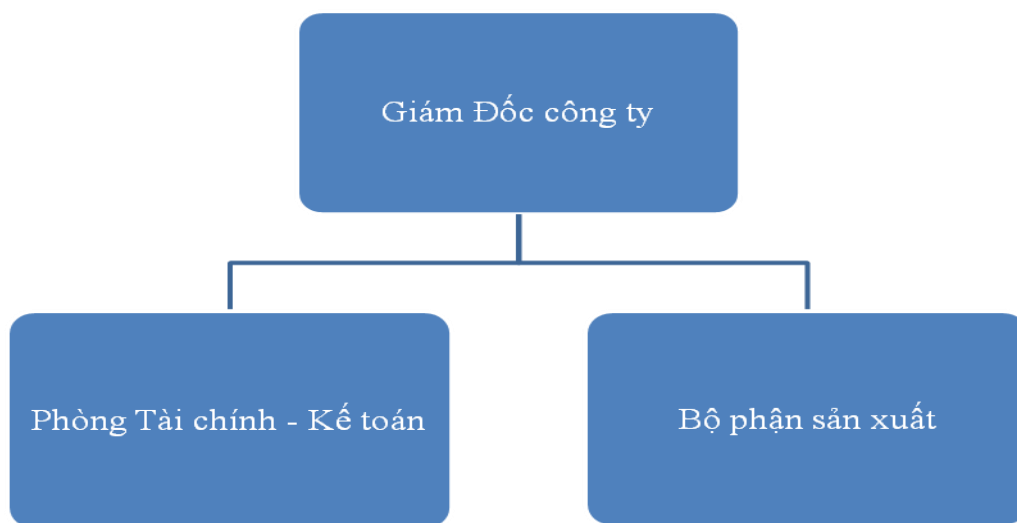 Giám Đốc công ty
Phòng Tài chính - Kế toán
Bộ phận sản xuất